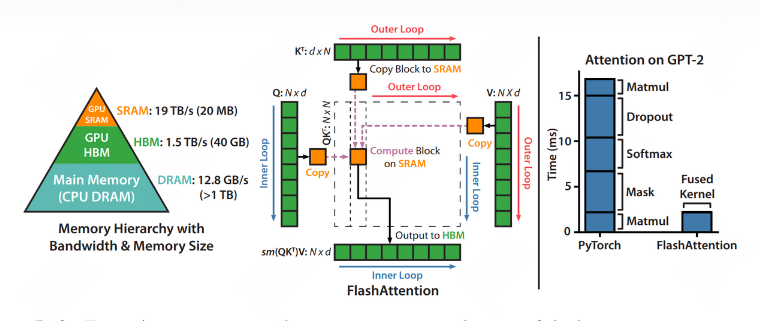 GPU
SRAM
SRAM: 19 TB/s (20 MB)
GPU
HBM
HBM: 1.5 TB/s (40 GB)
Main Memory
(CPU DRAM)
DRAM: 12.8 GB/s
(>1 TB)
Memory Hierarchy with
Bandwidth & Memory Size
Outer Loop
Kᵀ: d x N
Copy Block to SRAM
Outer Loop
Q: N x d
V: N X d
QKᵀ: N x N
Copy
Copy
Compute Block
on SRAM
Inner Loop
Inner Loop
Outer Loop
Output to HBM
sm(QKᵀ)V: N x d
Inner Loop
FlashAttention
Attention on GPT-2
Time (ms)
15
10
5
0
Matmul
Dropout
Softmax
Mask
Matmul
Fused
Kernel
PyTorch
FlashAttention